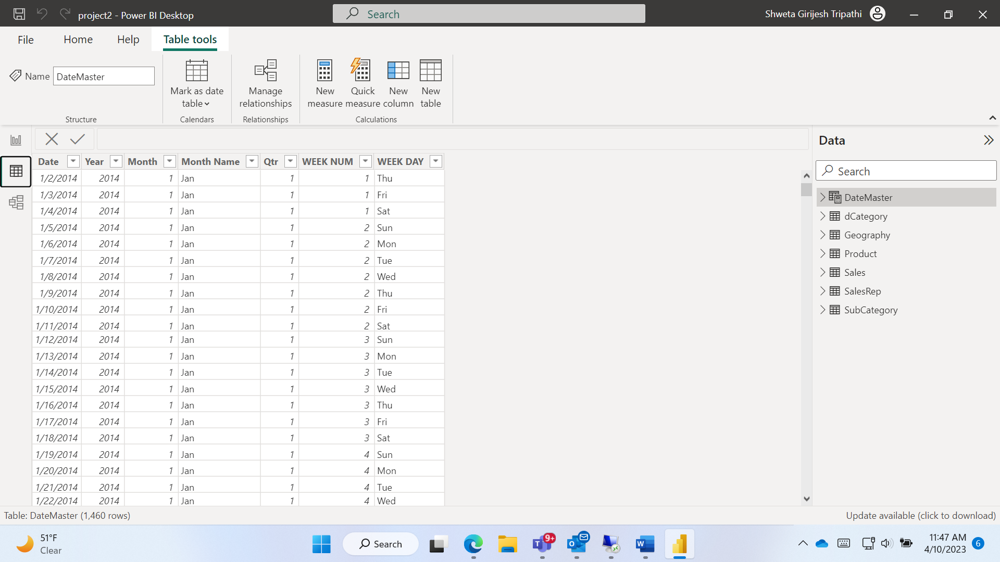 project2 - Power BI Desktop
Search
Shweta Girijesh Tripathi
File Home Help Table tools
Name DateMaster
Mark as date table
Manage relationships
New measure
Quick measure
New column
New table
Structure Calendars Relationships Calculations
Date Year Month Month Name Qtr WEEK NUM WEEK DAY
1/2/2014 2014 1 Jan 1 1 Thu
1/3/2014 2014 1 Jan 1 1 Fri
1/4/2014 2014 1 Jan 1 1 Sat
1/5/2014 2014 1 Jan 1 2 Sun
1/6/2014 2014 1 Jan 1 2 Mon
1/7/2014 2014 1 Jan 1 2 Tue
1/8/2014 2014 1 Jan 1 2 Wed
1/9/2014 2014 1 Jan 1 2 Thu
1/10/2014 2014 1 Jan 1 2 Fri
1/11/2014 2014 1 Jan 1 2 Sat
1/12/2014 2014 1 Jan 1 3 Sun
1/13/2014 2014 1 Jan 1 3 Mon
1/14/2014 2014 1 Jan 1 3 Tue
1/15/2014 2014 1 Jan 1 3 Wed
1/16/2014 2014 1 Jan 1 3 Thu
1/17/2014 2014 1 Jan 1 3 Fri
1/18/2014 2014 1 Jan 1 3 Sat
1/19/2014 2014 1 Jan 1 4 Sun
1/20/2014 2014 1 Jan 1 4 Mon
1/21/2014 2014 1 Jan 1 4 Tue
1/22/2014 2014 1 Jan 1 4 Wed
Data
Search
DateMaster
dCategory
Geography
Product
Sales
SalesRep
SubCategory
Table: DateMaster (1,460 rows)
Update available (click to download)
51°F
Clear
Search
T 9+
O
W
11:47 AM
4/10/2023
6